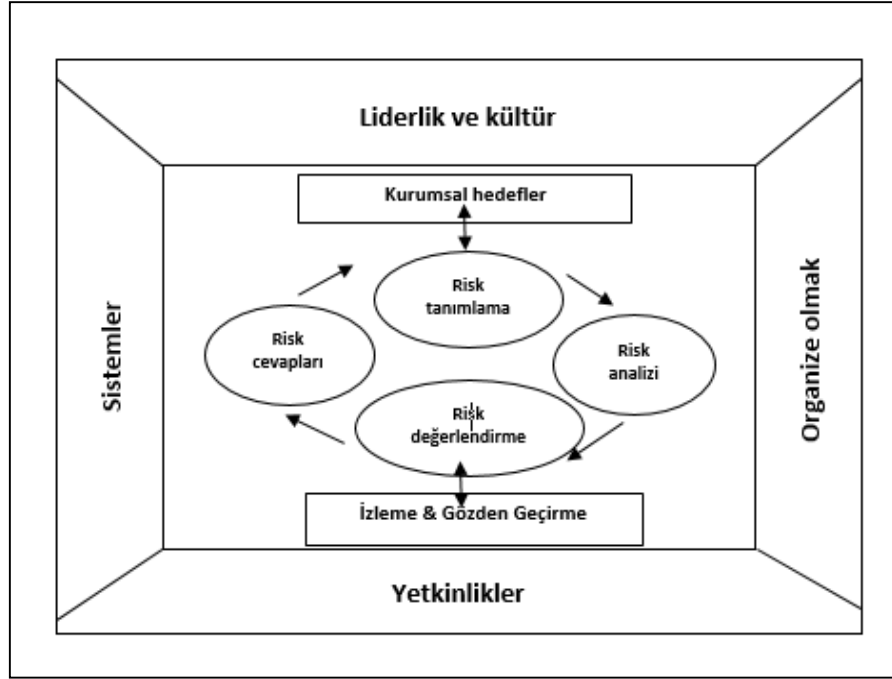 Liderlik ve kültür
Kurumsal hedefler
Risk
tanımlama
Risk
cevapları
Risk
analizi
Risk
değerlendirme
İzleme & Gözden Geçirme
Sistemler
Organize olmak
Yetkinlikler